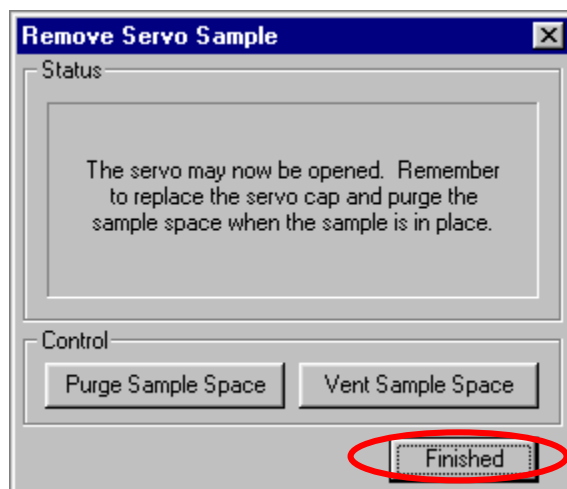 Remove Servo Sample
Status
The servo may now be opened. Remember
to replace the servo cap and purge the
sample space when the sample is in place.
Control
Purge Sample Space
Vent Sample Space
Finished